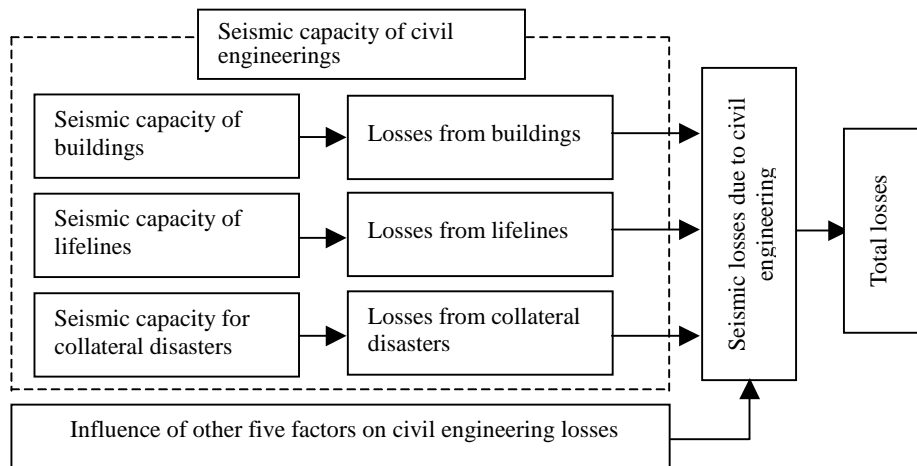 Seismic capacity of civil
engineerings
Seismic capacity of
buildings
Losses from buildings
Seismic capacity of
lifelines
Losses from lifelines
Seismic capacity for
collateral disasters
Losses from collateral
disasters
Seismic losses due to civil
engineering
Total losses
Influence of other five factors on civil engineering losses